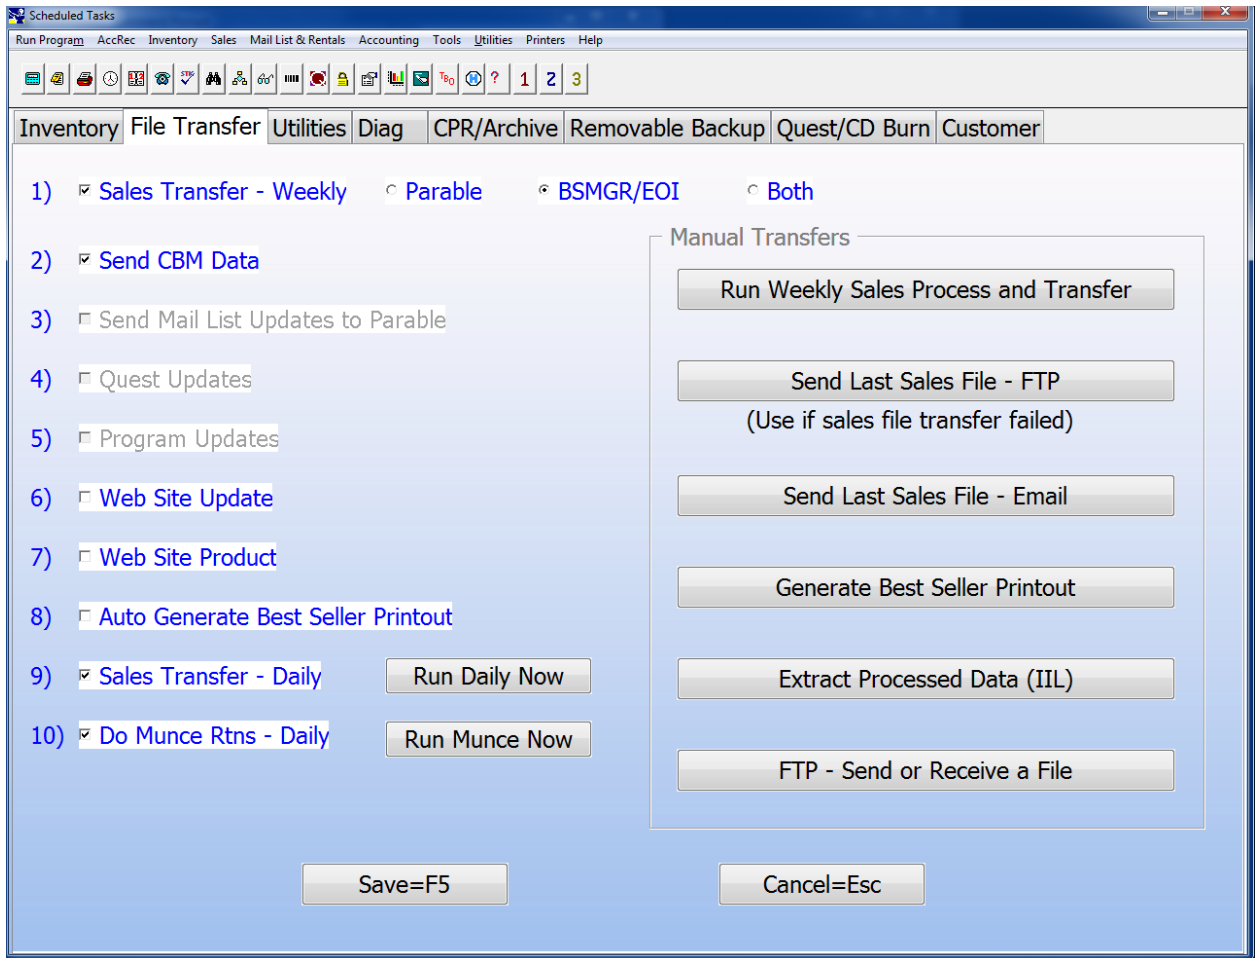 Scheduled Tasks
Run Program AccRec Inventory Sales Mail List & Rentals Accounting Tools Utilities Printers Help
? 1 2 3
Inventory File Transfer Utilities Diag CPR/Archive Removable Backup Quest/CD Burn Customer
1) Sales Transfer - Weekly Parable BSMGR/EOI Both
Manual Transfers
2) Send CBM Data
Run Weekly Sales Process and Transfer
3) Send Mail List Updates to Parable
4) Quest Updates
Send Last Sales File - FTP
(Use if sales file transfer failed)
5) Program Updates
6) Web Site Update
Send Last Sales File - Email
7) Web Site Product
Generate Best Seller Printout
8) Auto Generate Best Seller Printout
9) Sales Transfer - Daily Run Daily Now
Extract Processed Data (IIL)
10) Do Munce Rtns - Daily Run Munce Now
FTP - Send or Receive a File
Save=F5 Cancel=Esc